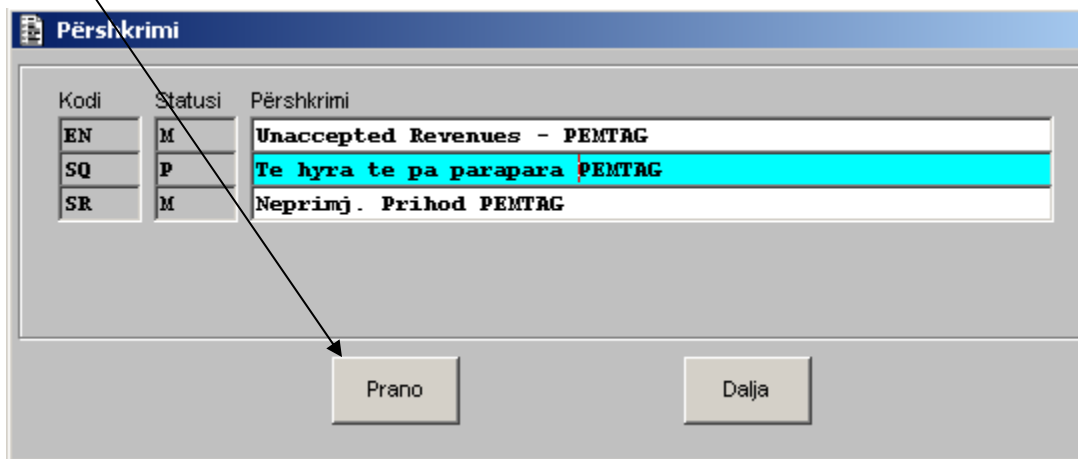 Përshkrimi
Kodi Statusi Përshkrimi
EN M Unaccepted Revenues - PEMTAG
SQ P Te hyra te pa parapara PEMTAG
SR M Neprimj. Prihod PEMTAG
Prano Dalja